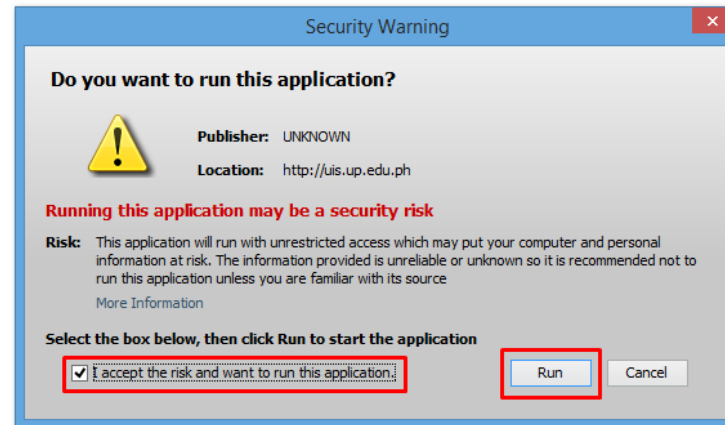 Security Warning
Do you want to run this application?
Publisher: UNKNOWN
Location: http://uis.up.edu.ph
Running this application may be a security risk
Risk: This application will run with unrestricted access which may put your computer and personal
information at risk. The information provided is unreliable or unknown so it is recommended not to
run this application unless you are familiar with its source
More Information
Select the box below, then click Run to start the application
I accept the risk and want to run this application.
Run Cancel